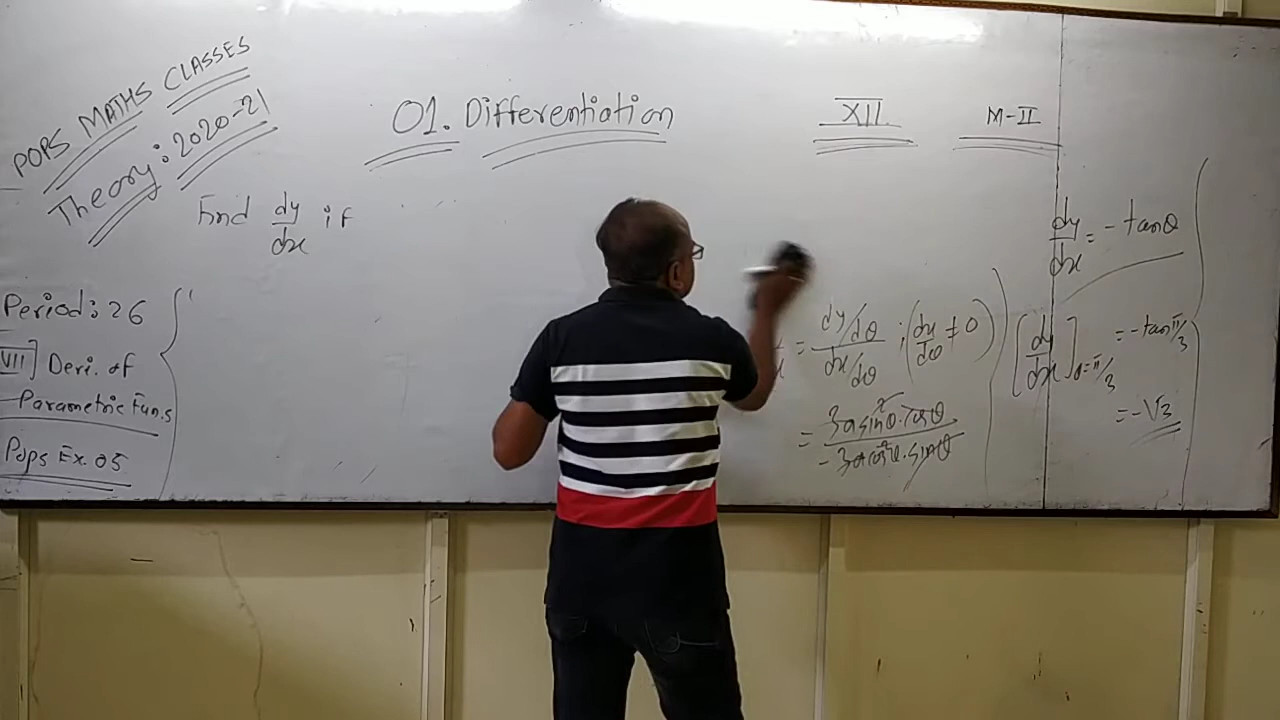 POPS MATHS CLASSES
Theory: 2020-21
01. Differentiation
XII
M-II
Find dy/dx if
Period: 26
VII] Deri. of
Parametric Fun.s
Pops Ex. 05
= (dy/dθ)/(dx/dθ) ; (dx/dθ ≠ 0)
= (3a sin²θ·cosθ)/(-3a cos²θ·sinθ)
dy/dx = -tanθ
[dy/dx]θ=π/3 = -tan π/3
= -√3